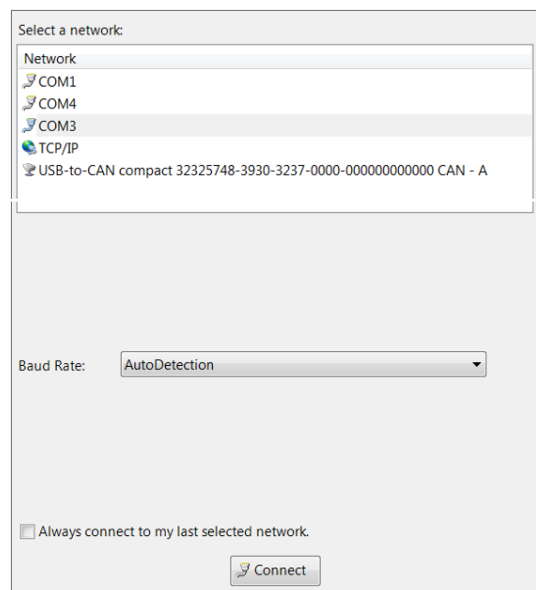 Select a network:
Network
COM1
COM4
COM3
TCP/IP
USB-to-CAN compact 32325748-3930-3237-0000-000000000000 CAN - A
Baud Rate: AutoDetection
Always connect to my last selected network.
Connect